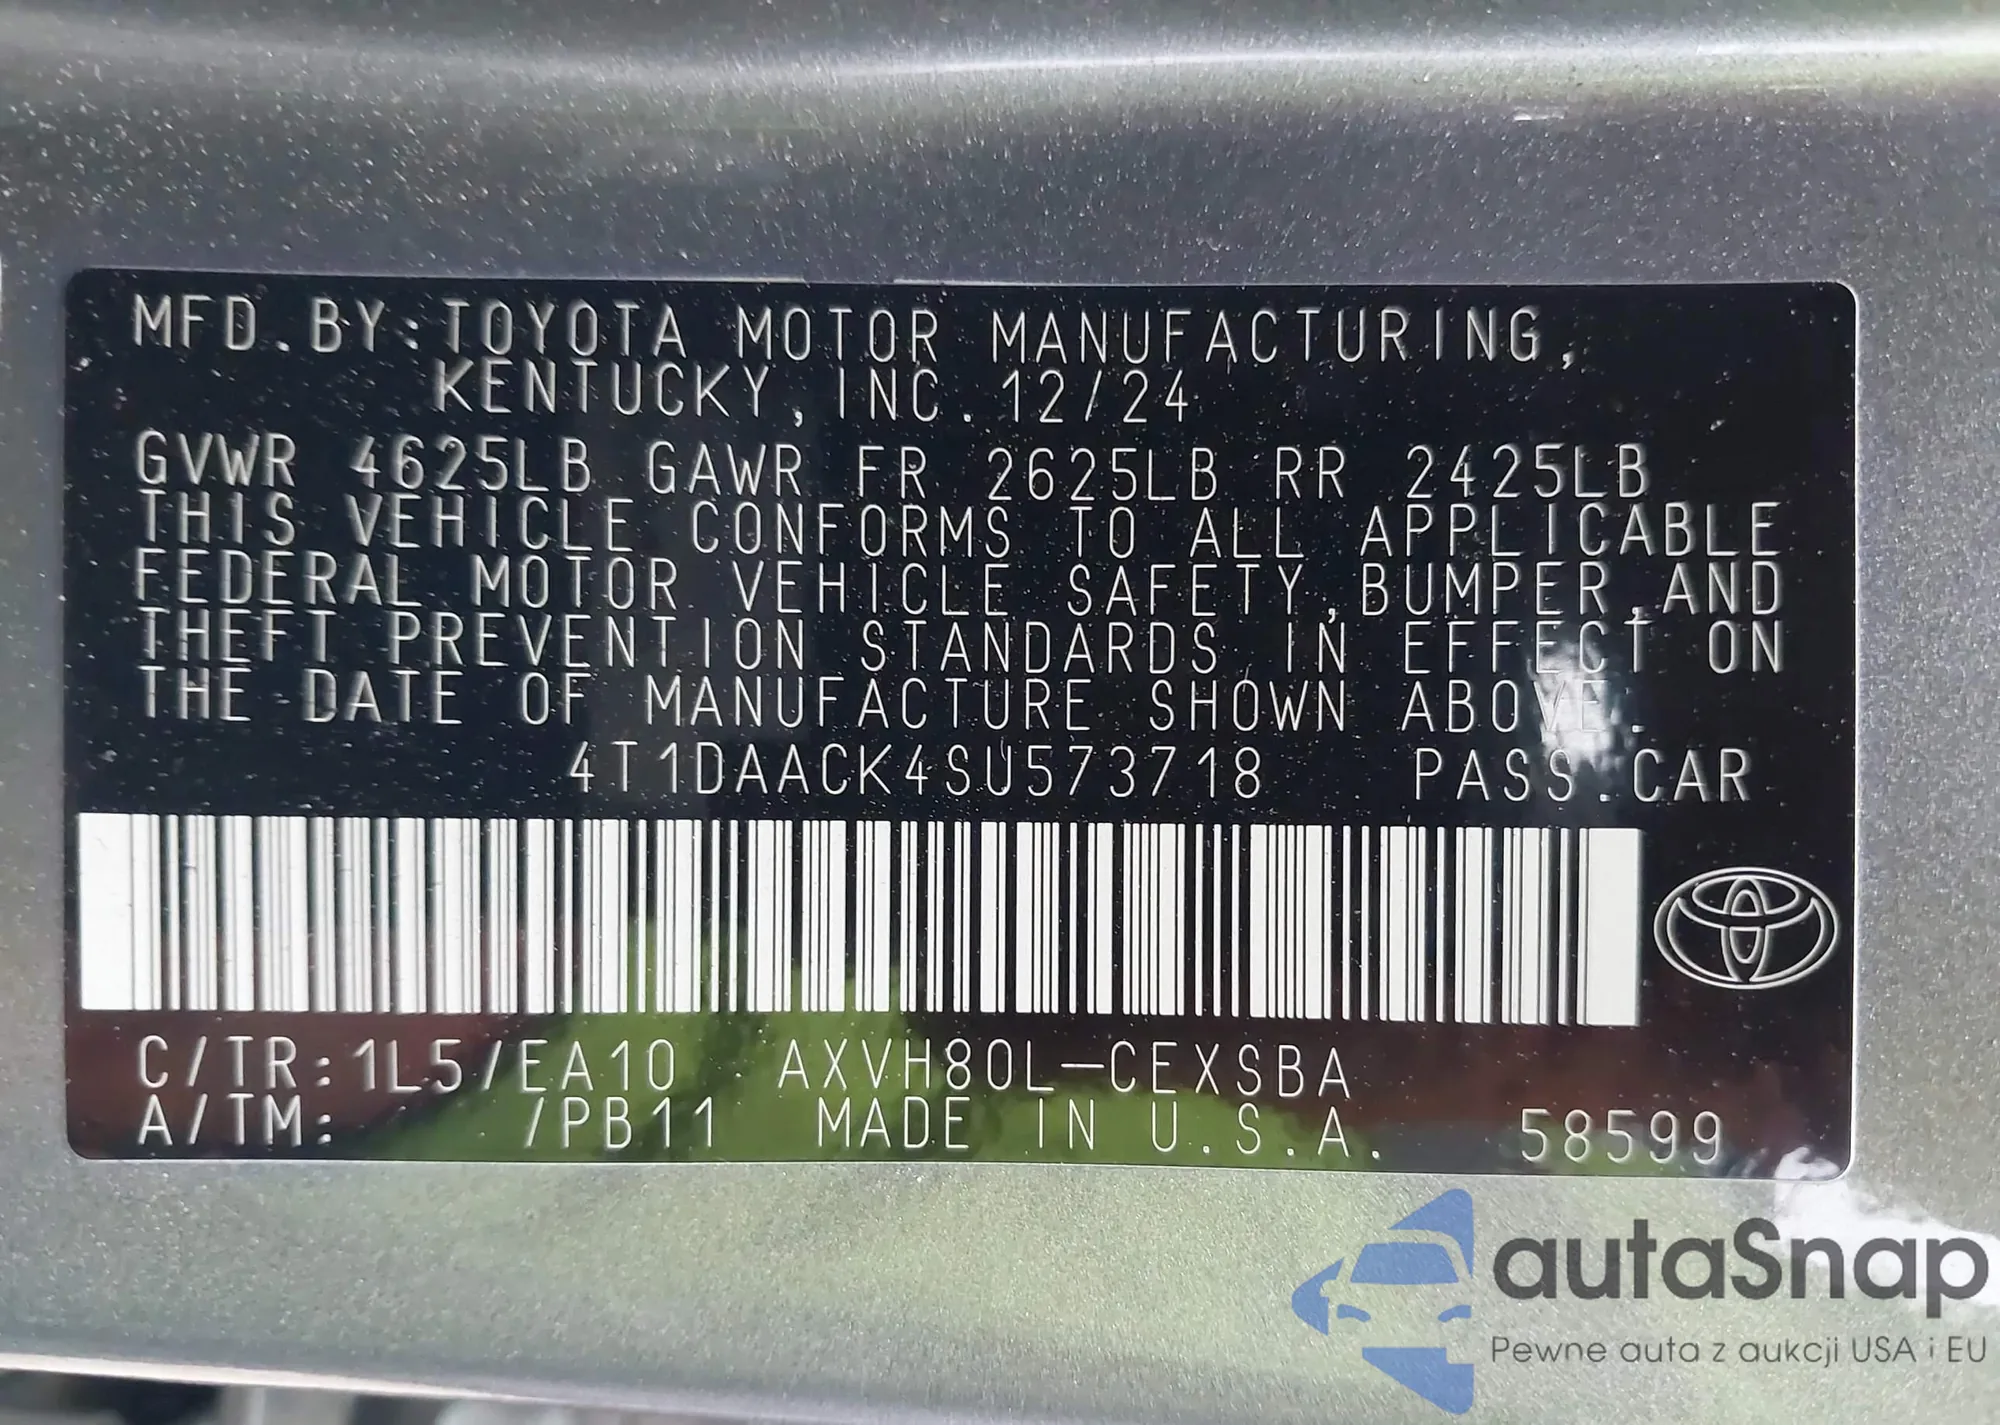 MFD.BY:TOYOTA MOTOR MANUFACTURING,
KENTUCKY, INC. 12/24
GVWR 4625LB GAWR FR 2625LB RR 2425LB
THIS VEHICLE CONFORMS TO ALL APPLICABLE
FEDERAL MOTOR VEHICLE SAFETY,BUMPER,AND
THEFT PREVENTION STANDARDS IN EFFECT ON
THE DATE OF MANUFACTURE SHOWN ABOVE.
4T1DAACK4SU573718 PASS.CAR
C/TR:1L5/EA10 AXVH80L-CEXSBA
A/TM: /PB11 MADE IN U.S.A. 58599
autaSnap
Pewne auta z aukcji USA i EU